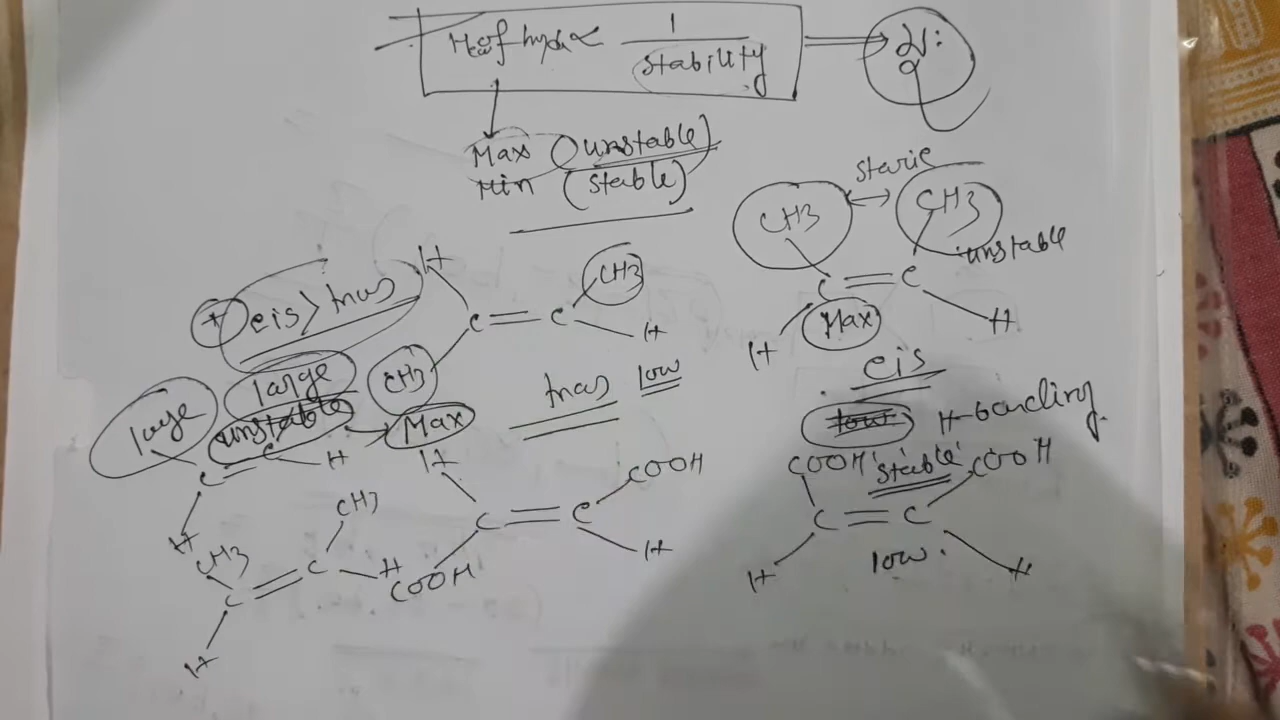 Heat of hyd ∝ 1/stability
Max (unstable)
Min (stable)
steric
CH3 CH3
unstable
C=C
H Max H
cis
cis > trans
H CH3
C=C
CH3 H
trans low
large
large
unstable → Max
C=C H
H
H-bonding
H COOH
C=C
COOH H
COOH stable COOH
C=C
H low. H
CH3
CH3 C=C H
H